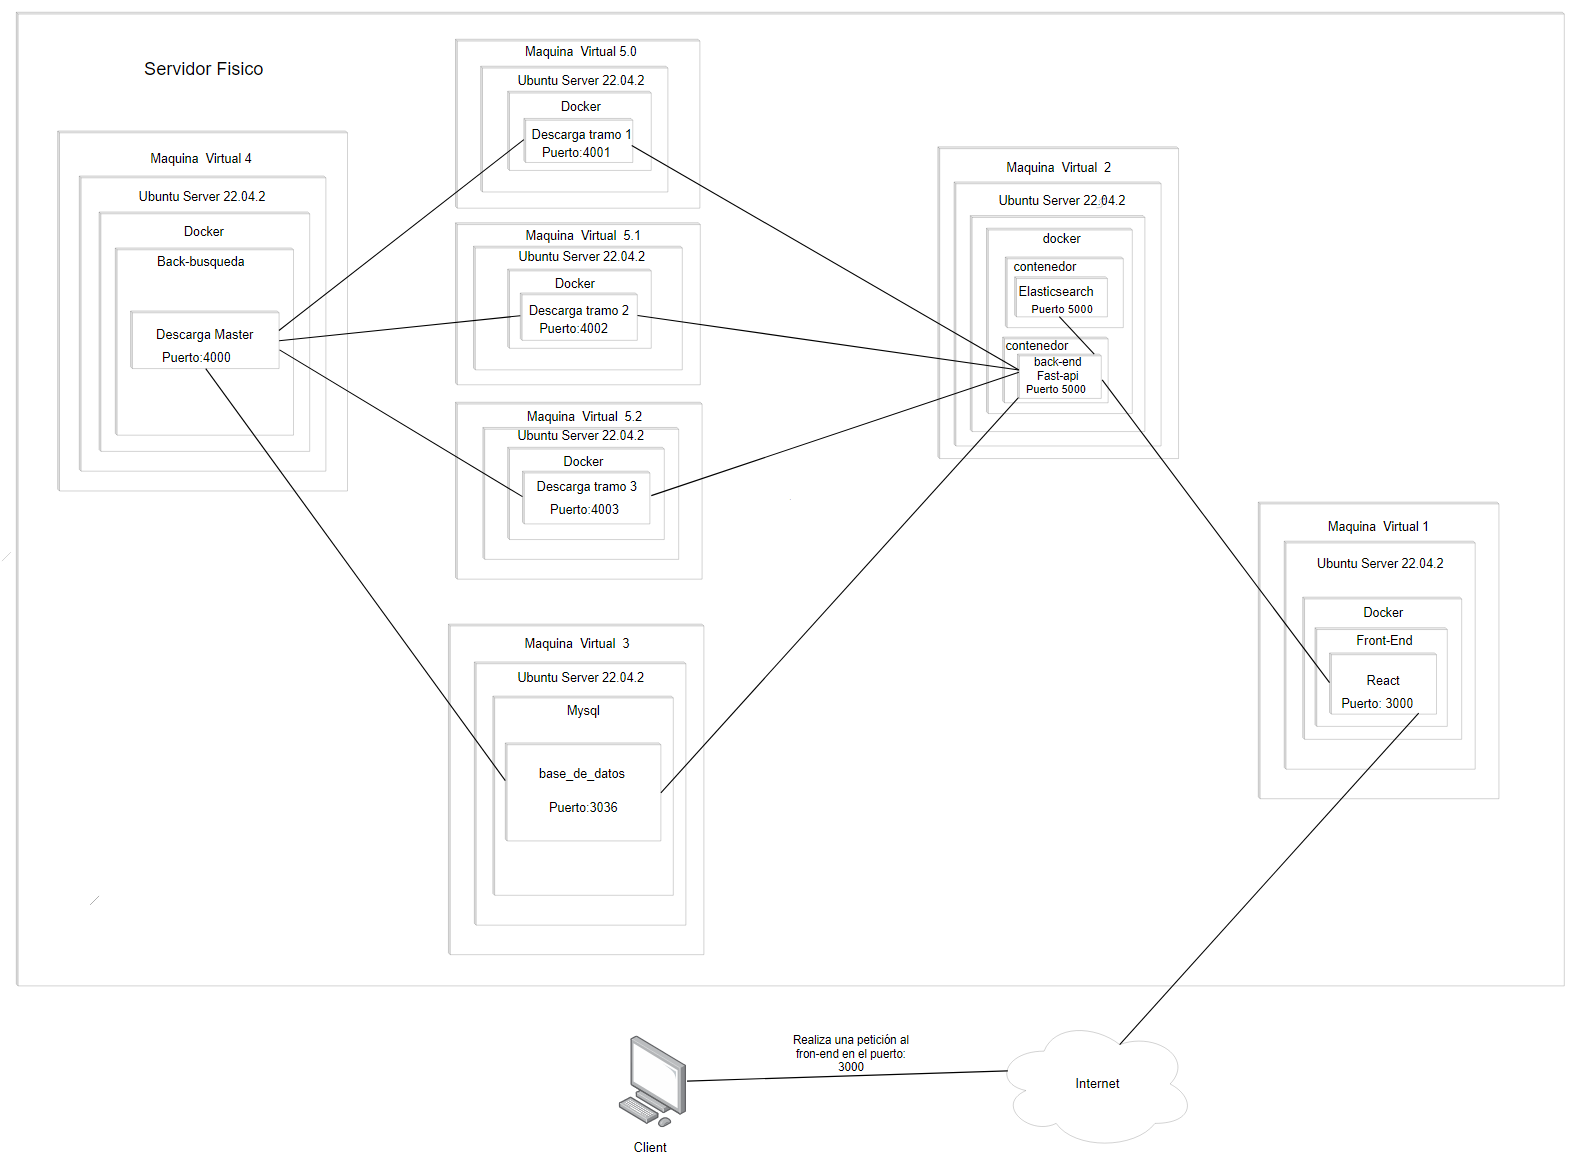 Servidor Fisico
Maquina Virtual 4
Ubuntu Server 22.04.2
Docker
Back-busqueda
Descarga Master
Puerto:4000
Maquina Virtual 5.0
Ubuntu Server 22.04.2
Docker
Descarga tramo 1
Puerto:4001
Maquina Virtual 5.1
Ubuntu Server 22.04.2
Docker
Descarga tramo 2
Puerto:4002
Maquina Virtual 5.2
Ubuntu Server 22.04.2
Docker
Descarga tramo 3
Puerto:4003
Maquina Virtual 3
Ubuntu Server 22.04.2
Mysql
base_de_datos
Puerto:3036
Maquina Virtual 2
Ubuntu Server 22.04.2
docker
contenedor
Elasticsearch
Puerto 5000
contenedor
back-end
Fast-api
Puerto 5000
Maquina Virtual 1
Ubuntu Server 22.04.2
Docker
Front-End
React
Puerto: 3000
Realiza una petición al
fron-end en el puerto:
3000
Internet
Client